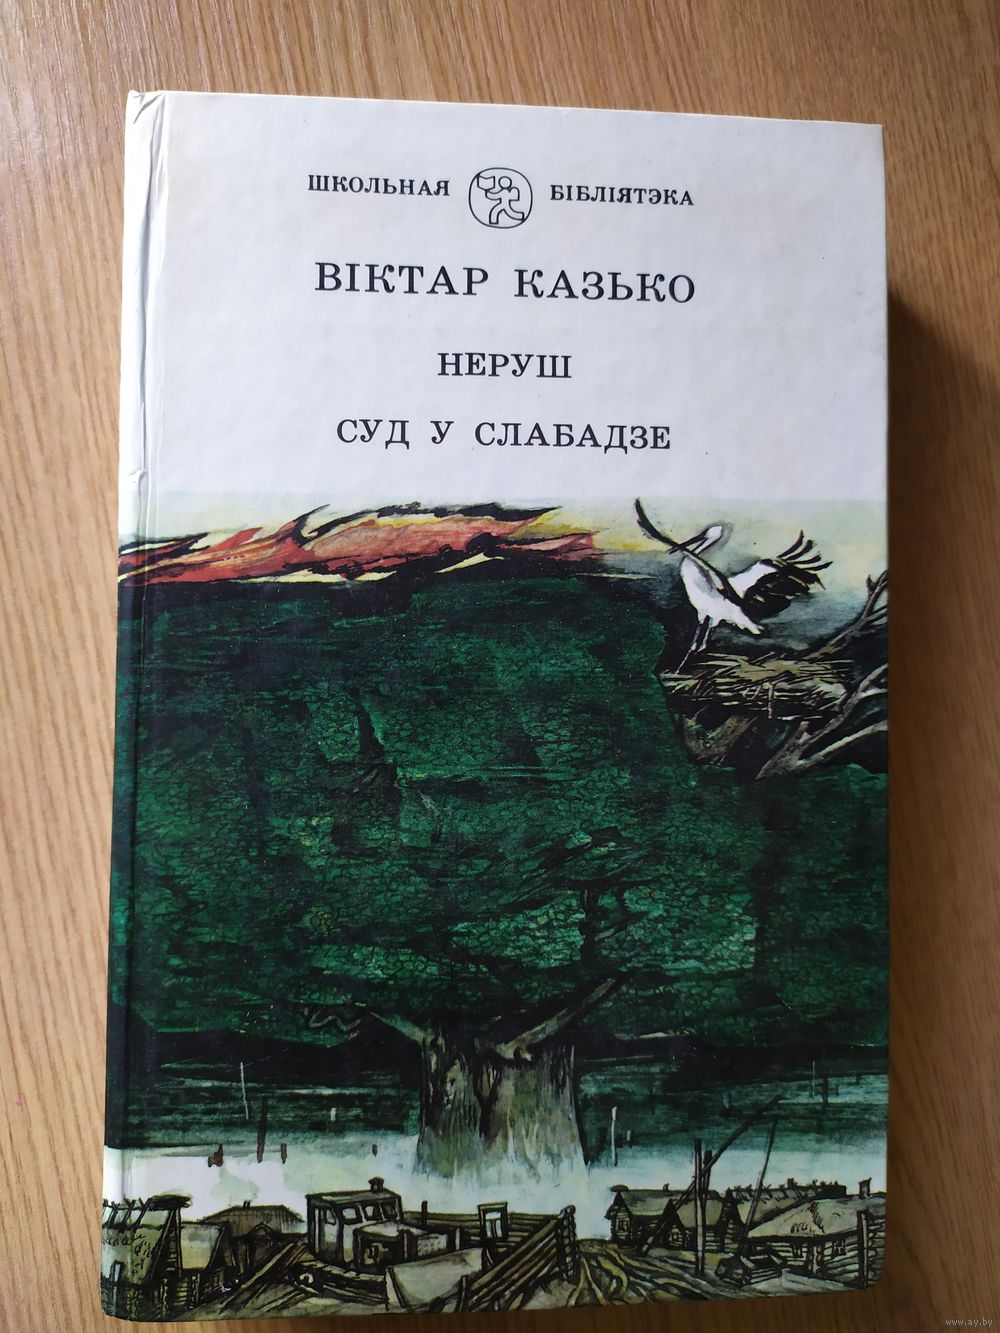 ШКОЛЬНАЯ БІБЛІЯТЭКА
ВІКТАР КАЗЬКО
НЕРУШ
СУД У СЛАБАДЗЕ
www.ay.by